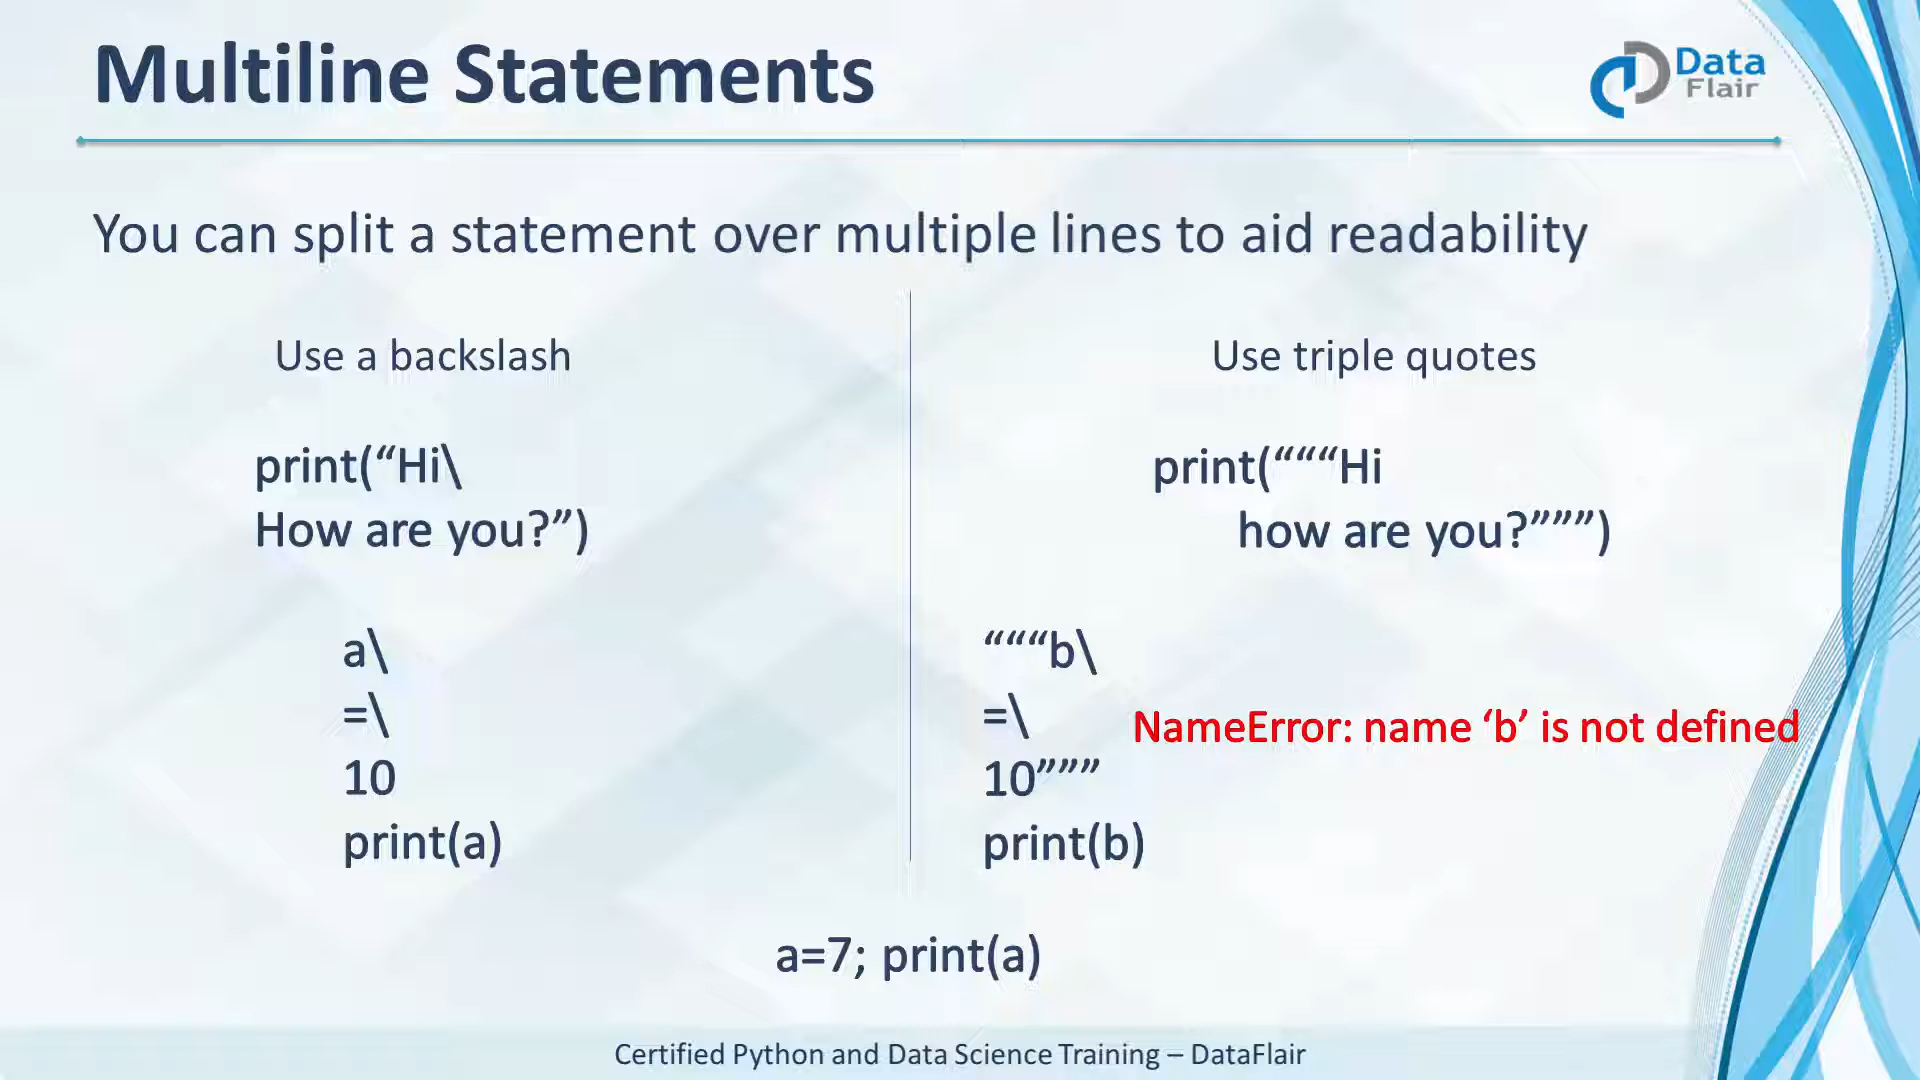 Multiline Statements
Data
Flair
You can split a statement over multiple lines to aid readability
Use a backslash
print(“Hi\
How are you?”)
a\
=\
10
print(a)
Use triple quotes
print(“““Hi
how are you?”””)
“““b\
=\
10”””
print(b)
NameError: name ‘b’ is not defined
a=7; print(a)
Certified Python and Data Science Training – DataFlair